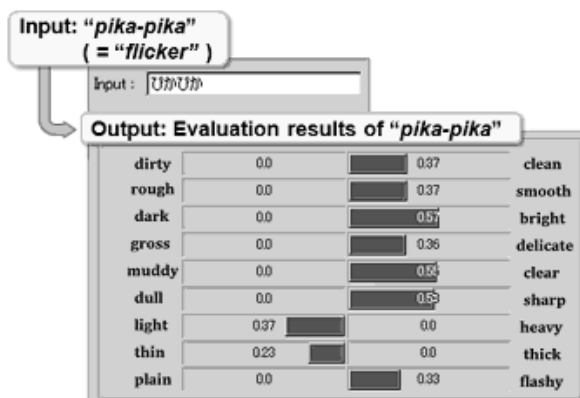 Input: “pika-pika”
( = “flicker” )
Input : ぴかぴか
Output: Evaluation results of “pika-pika”
dirty 0.0 0.37 clean
rough 0.0 0.37 smooth
dark 0.0 0.57 bright
gross 0.0 0.36 delicate
muddy 0.0 0.55 clear
dull 0.0 0.53 sharp
light 0.37 0.0 heavy
thin 0.23 0.0 thick
plain 0.0 0.33 flashy